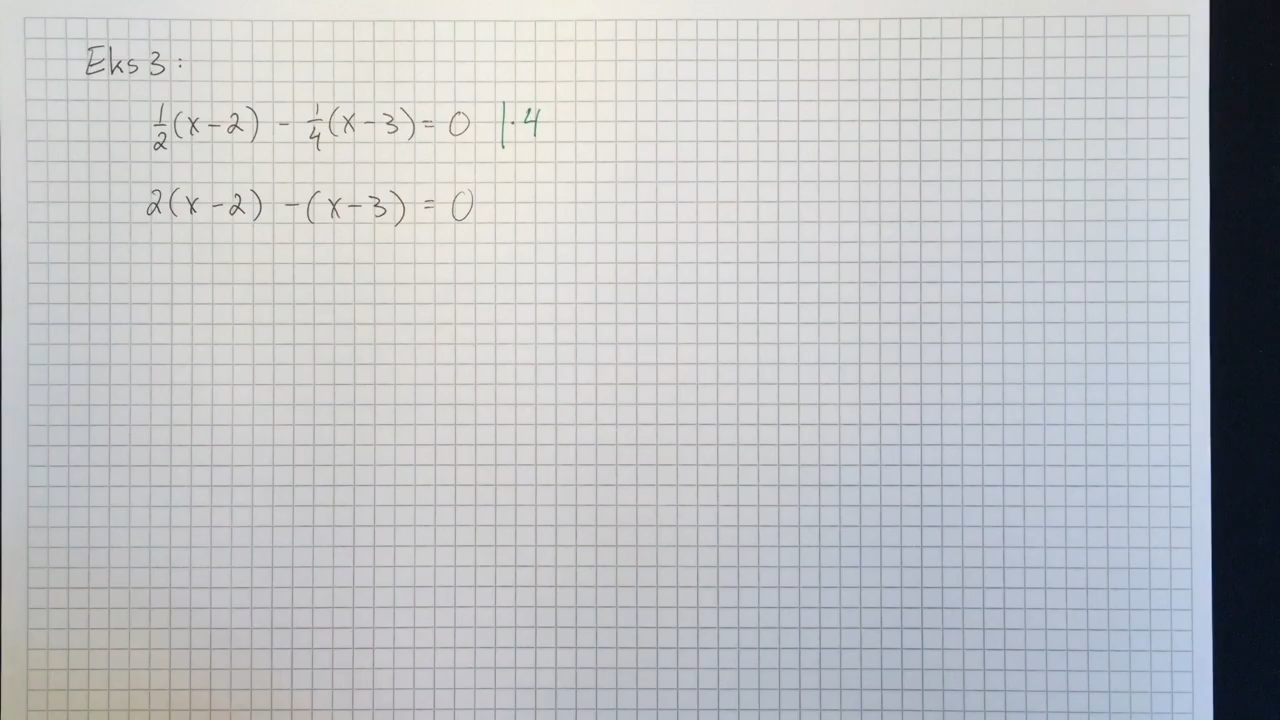 Eks 3:
1/2(x-2) - 1/4(x-3) = 0 |·4
2(x-2) -(x-3) = 0